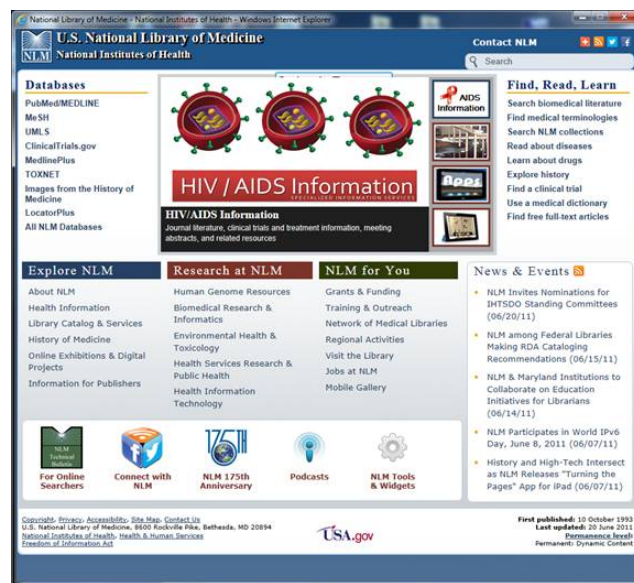 National Library of Medicine - National Institutes of Health - Windows Internet Explorer
U.S. National Library of Medicine
NLM National Institutes of Health
Contact NLM
Search
Databases
PubMed/MEDLINE
MeSH
UMLS
ClinicalTrials.gov
MedlinePlus
TOXNET
Images from the History of
Medicine
LocatorPlus
All NLM Databases
HIV / AIDS Information
SPECIALIZED INFORMATION SERVICES
HIV/AIDS Information
Journal literature, clinical trials and treatment information, meeting
abstracts, and related resources
AIDS
Information
Apps
Find, Read, Learn
Search biomedical literature
Find medical terminologies
Search NLM collections
Read about diseases
Learn about drugs
Explore history
Find a clinical trial
Use a medical dictionary
Find free full-text articles
Explore NLM
About NLM
Health Information
Library Catalog & Services
History of Medicine
Online Exhibitions & Digital
Projects
Information for Publishers
Research at NLM
Human Genome Resources
Biomedical Research &
Informatics
Environmental Health &
Toxicology
Health Services Research &
Public Health
Health Information
Technology
NLM for You
Grants & Funding
Training & Outreach
Network of Medical Libraries
Regional Activities
Visit the Library
Jobs at NLM
Mobile Gallery
News & Events
NLM Invites Nominations for
IHTSDO Standing Committees
(06/20/11)
NLM among Federal Libraries
Making RDA Cataloging
Recommendations (06/15/11)
NLM & Maryland Institutions to
Collaborate on Education
Initiatives for Librarians
(06/14/11)
NLM Participates in World IPv6
Day, June 8, 2011 (06/07/11)
History and High-Tech Intersect
as NLM Releases "Turning the
Pages" App for iPad (06/07/11)
NLM
Technical
Bulletin
For Online
Searchers
Connect with
NLM
175TH
NLM 175th
Anniversary
Podcasts
NLM Tools
& Widgets
Copyright, Privacy, Accessibility, Site Map, Contact Us
U.S. National Library of Medicine, 8600 Rockville Pike, Bethesda, MD 20894
National Institutes of Health, Health & Human Services
Freedom of Information Act
USA.gov
First published: 10 October 1993
Last updated: 20 June 2011
Permanence level:
Permanent: Dynamic Content